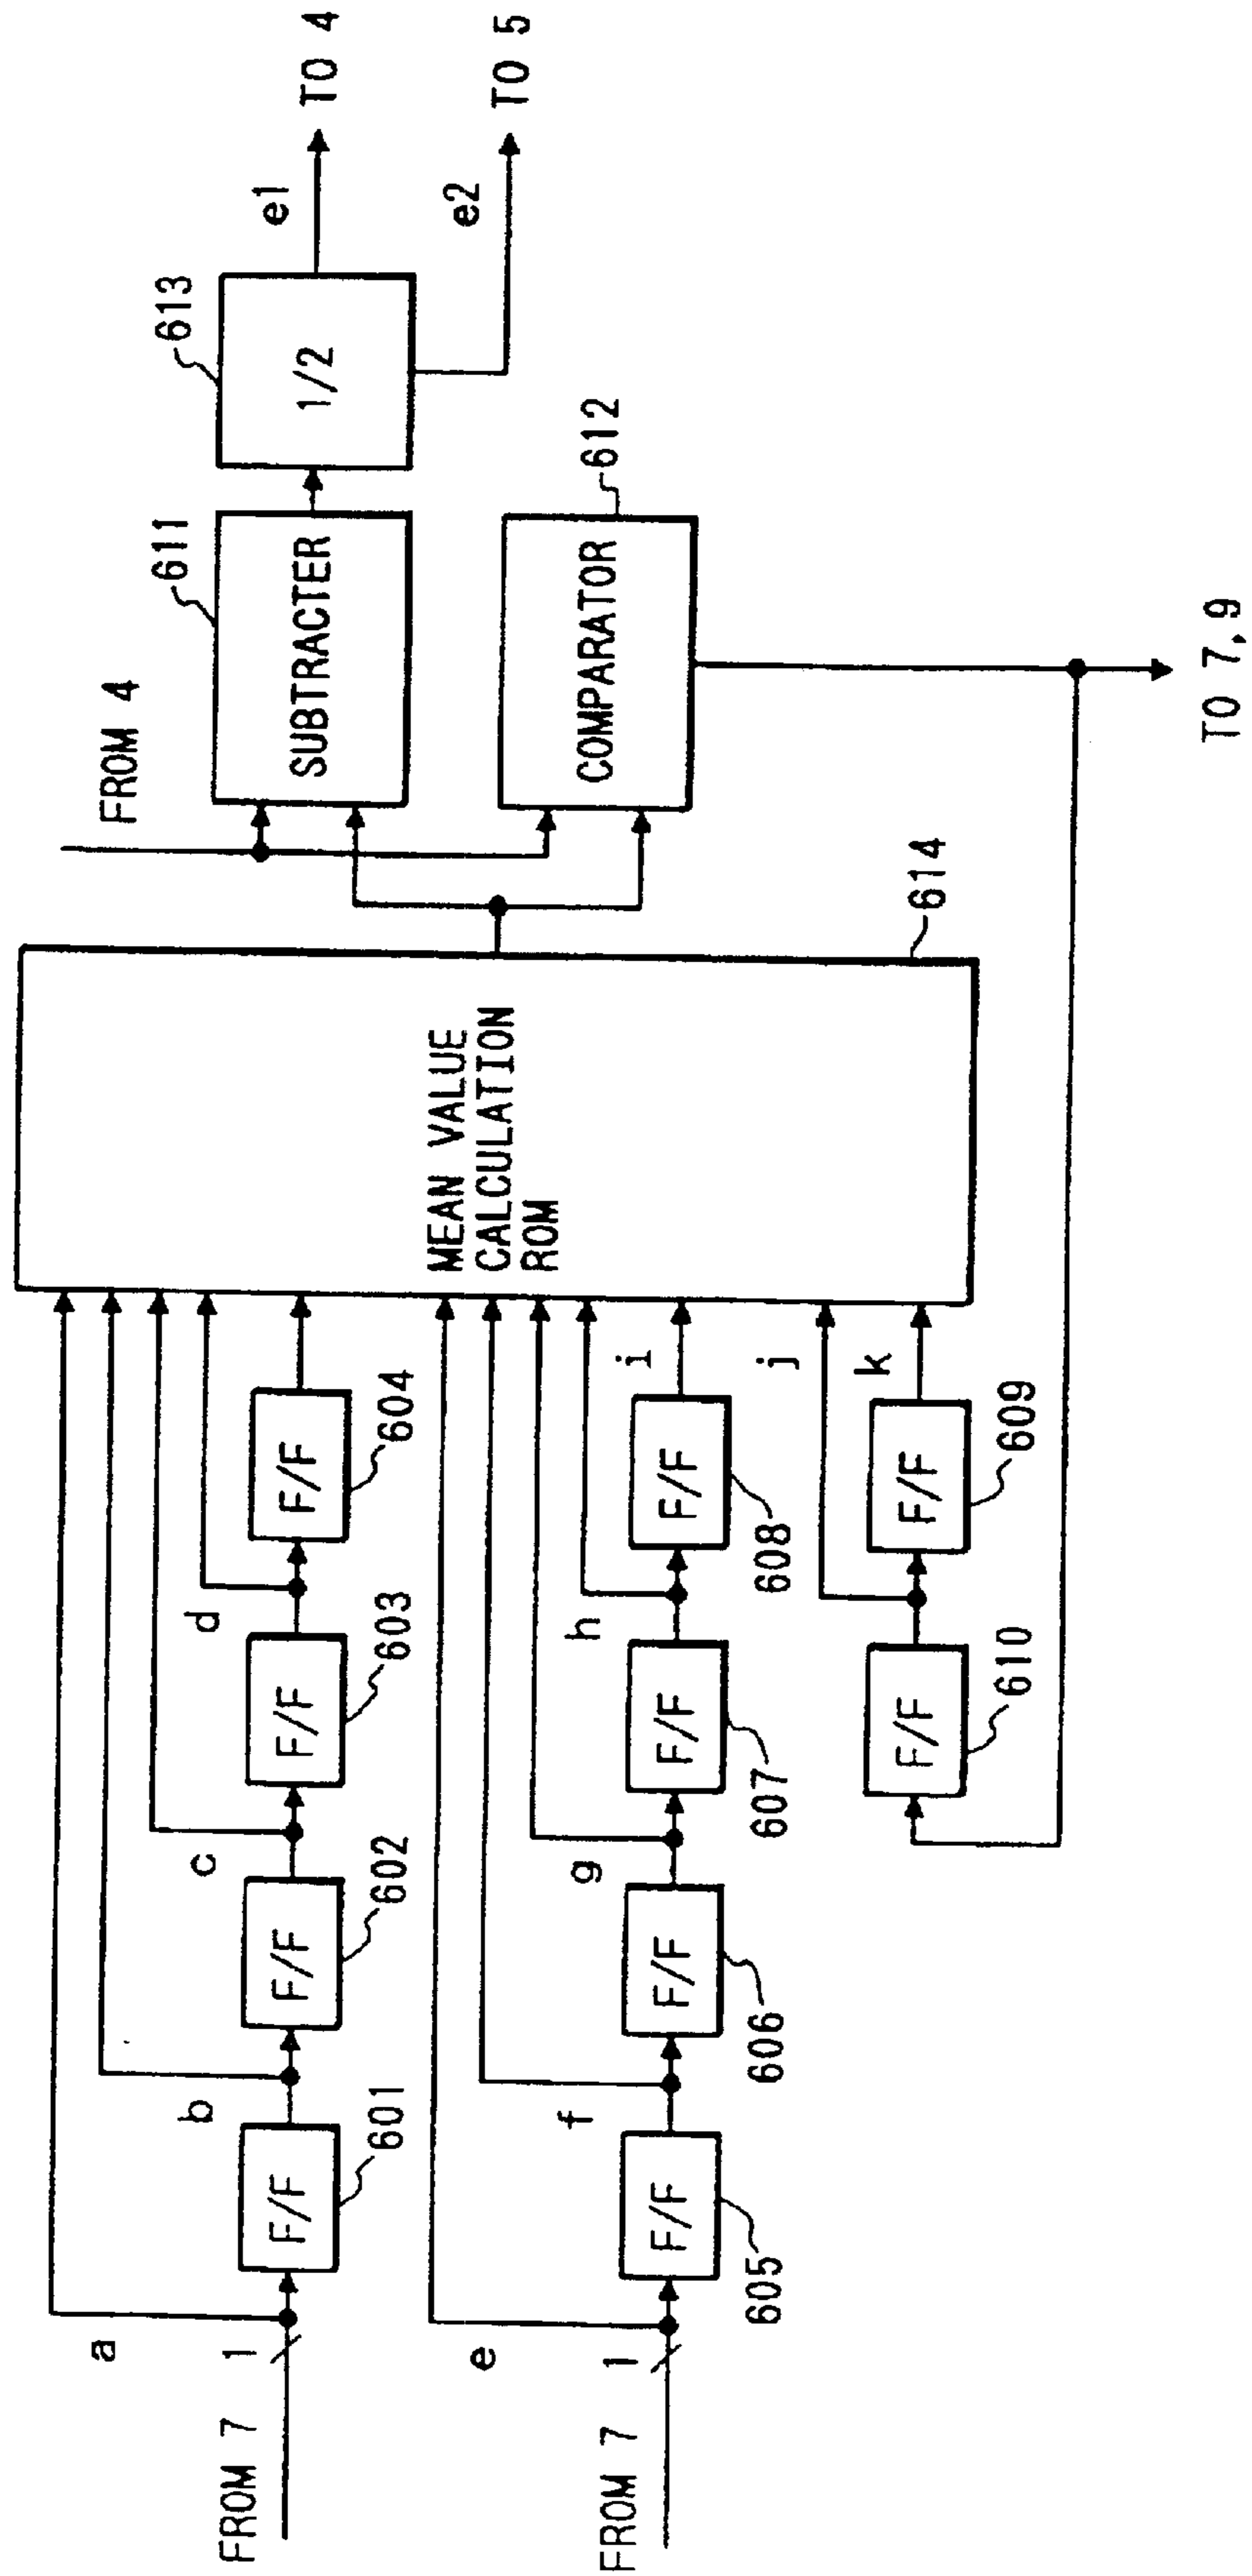 FROM 7
1
a
F/F
601
b
F/F
602
c
F/F
603
d
F/F
604
FROM 7
1
e
F/F
605
f
F/F
606
g
F/F
607
h
F/F
608
i
F/F
610
j
F/F
609
k
MEAN VALUE
CALCULATION
ROM
614
FROM 4
SUBTRACTER
611
COMPARATOR
612
1/2
613
e1
TO 4
e2
TO 5
TO 7, 9